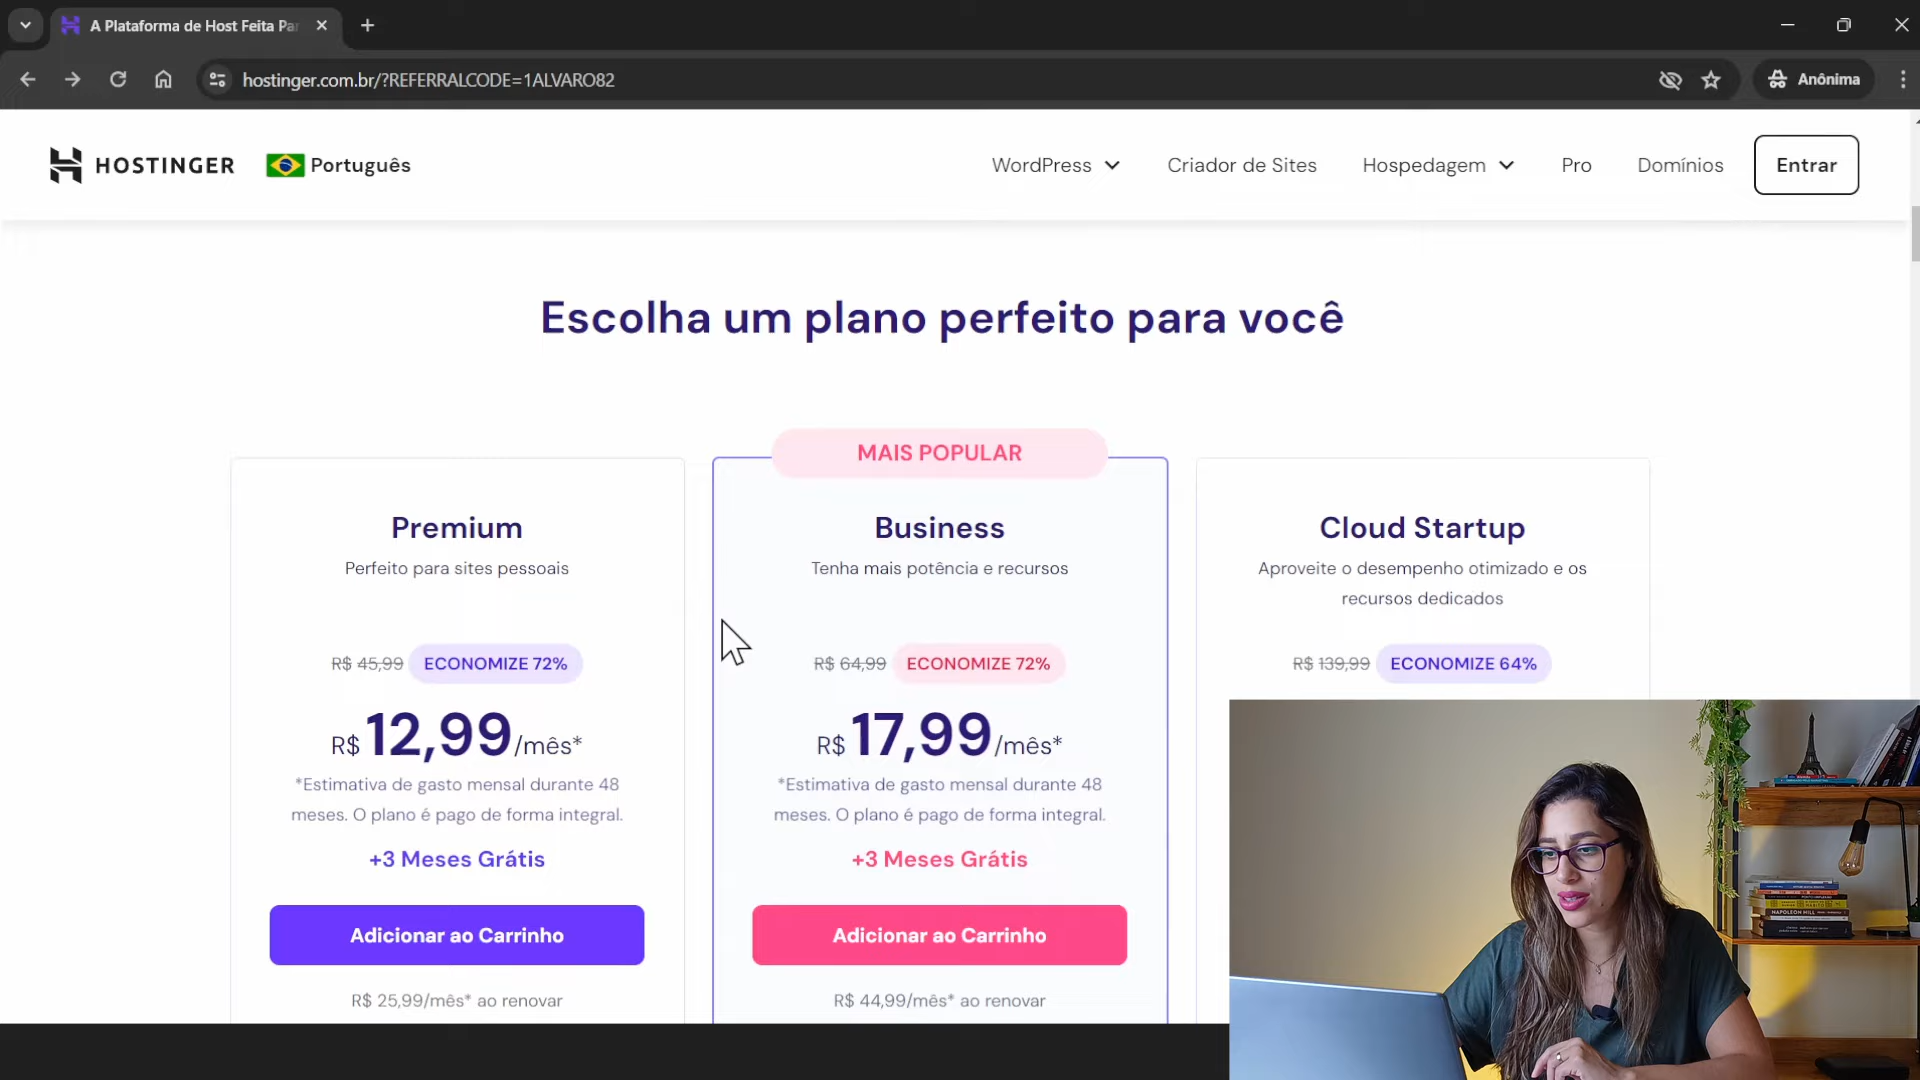 A Plataforma de Host Feita Par
hostinger.com.br/?REFERRALCODE=1ALVARO82
Anônima
HOSTINGER
Português
WordPress
Criador de Sites
Hospedagem
Pro
Domínios
Entrar
Escolha um plano perfeito para você
Premium
Perfeito para sites pessoais
R$ 45,99 ECONOMIZE 72%
R$ 12,99/mês*
*Estimativa de gasto mensal durante 48
meses. O plano é pago de forma integral.
+3 Meses Grátis
Adicionar ao Carrinho
R$ 25,99/mês* ao renovar
MAIS POPULAR
Business
Tenha mais potência e recursos
R$ 64,99 ECONOMIZE 72%
R$ 17,99/mês*
*Estimativa de gasto mensal durante 48
meses. O plano é pago de forma integral.
+3 Meses Grátis
Adicionar ao Carrinho
R$ 44,99/mês* ao renovar
Cloud Startup
Aproveite o desempenho otimizado e os
recursos dedicados
R$ 139,99 ECONOMIZE 64%
NAPOLEON HILL